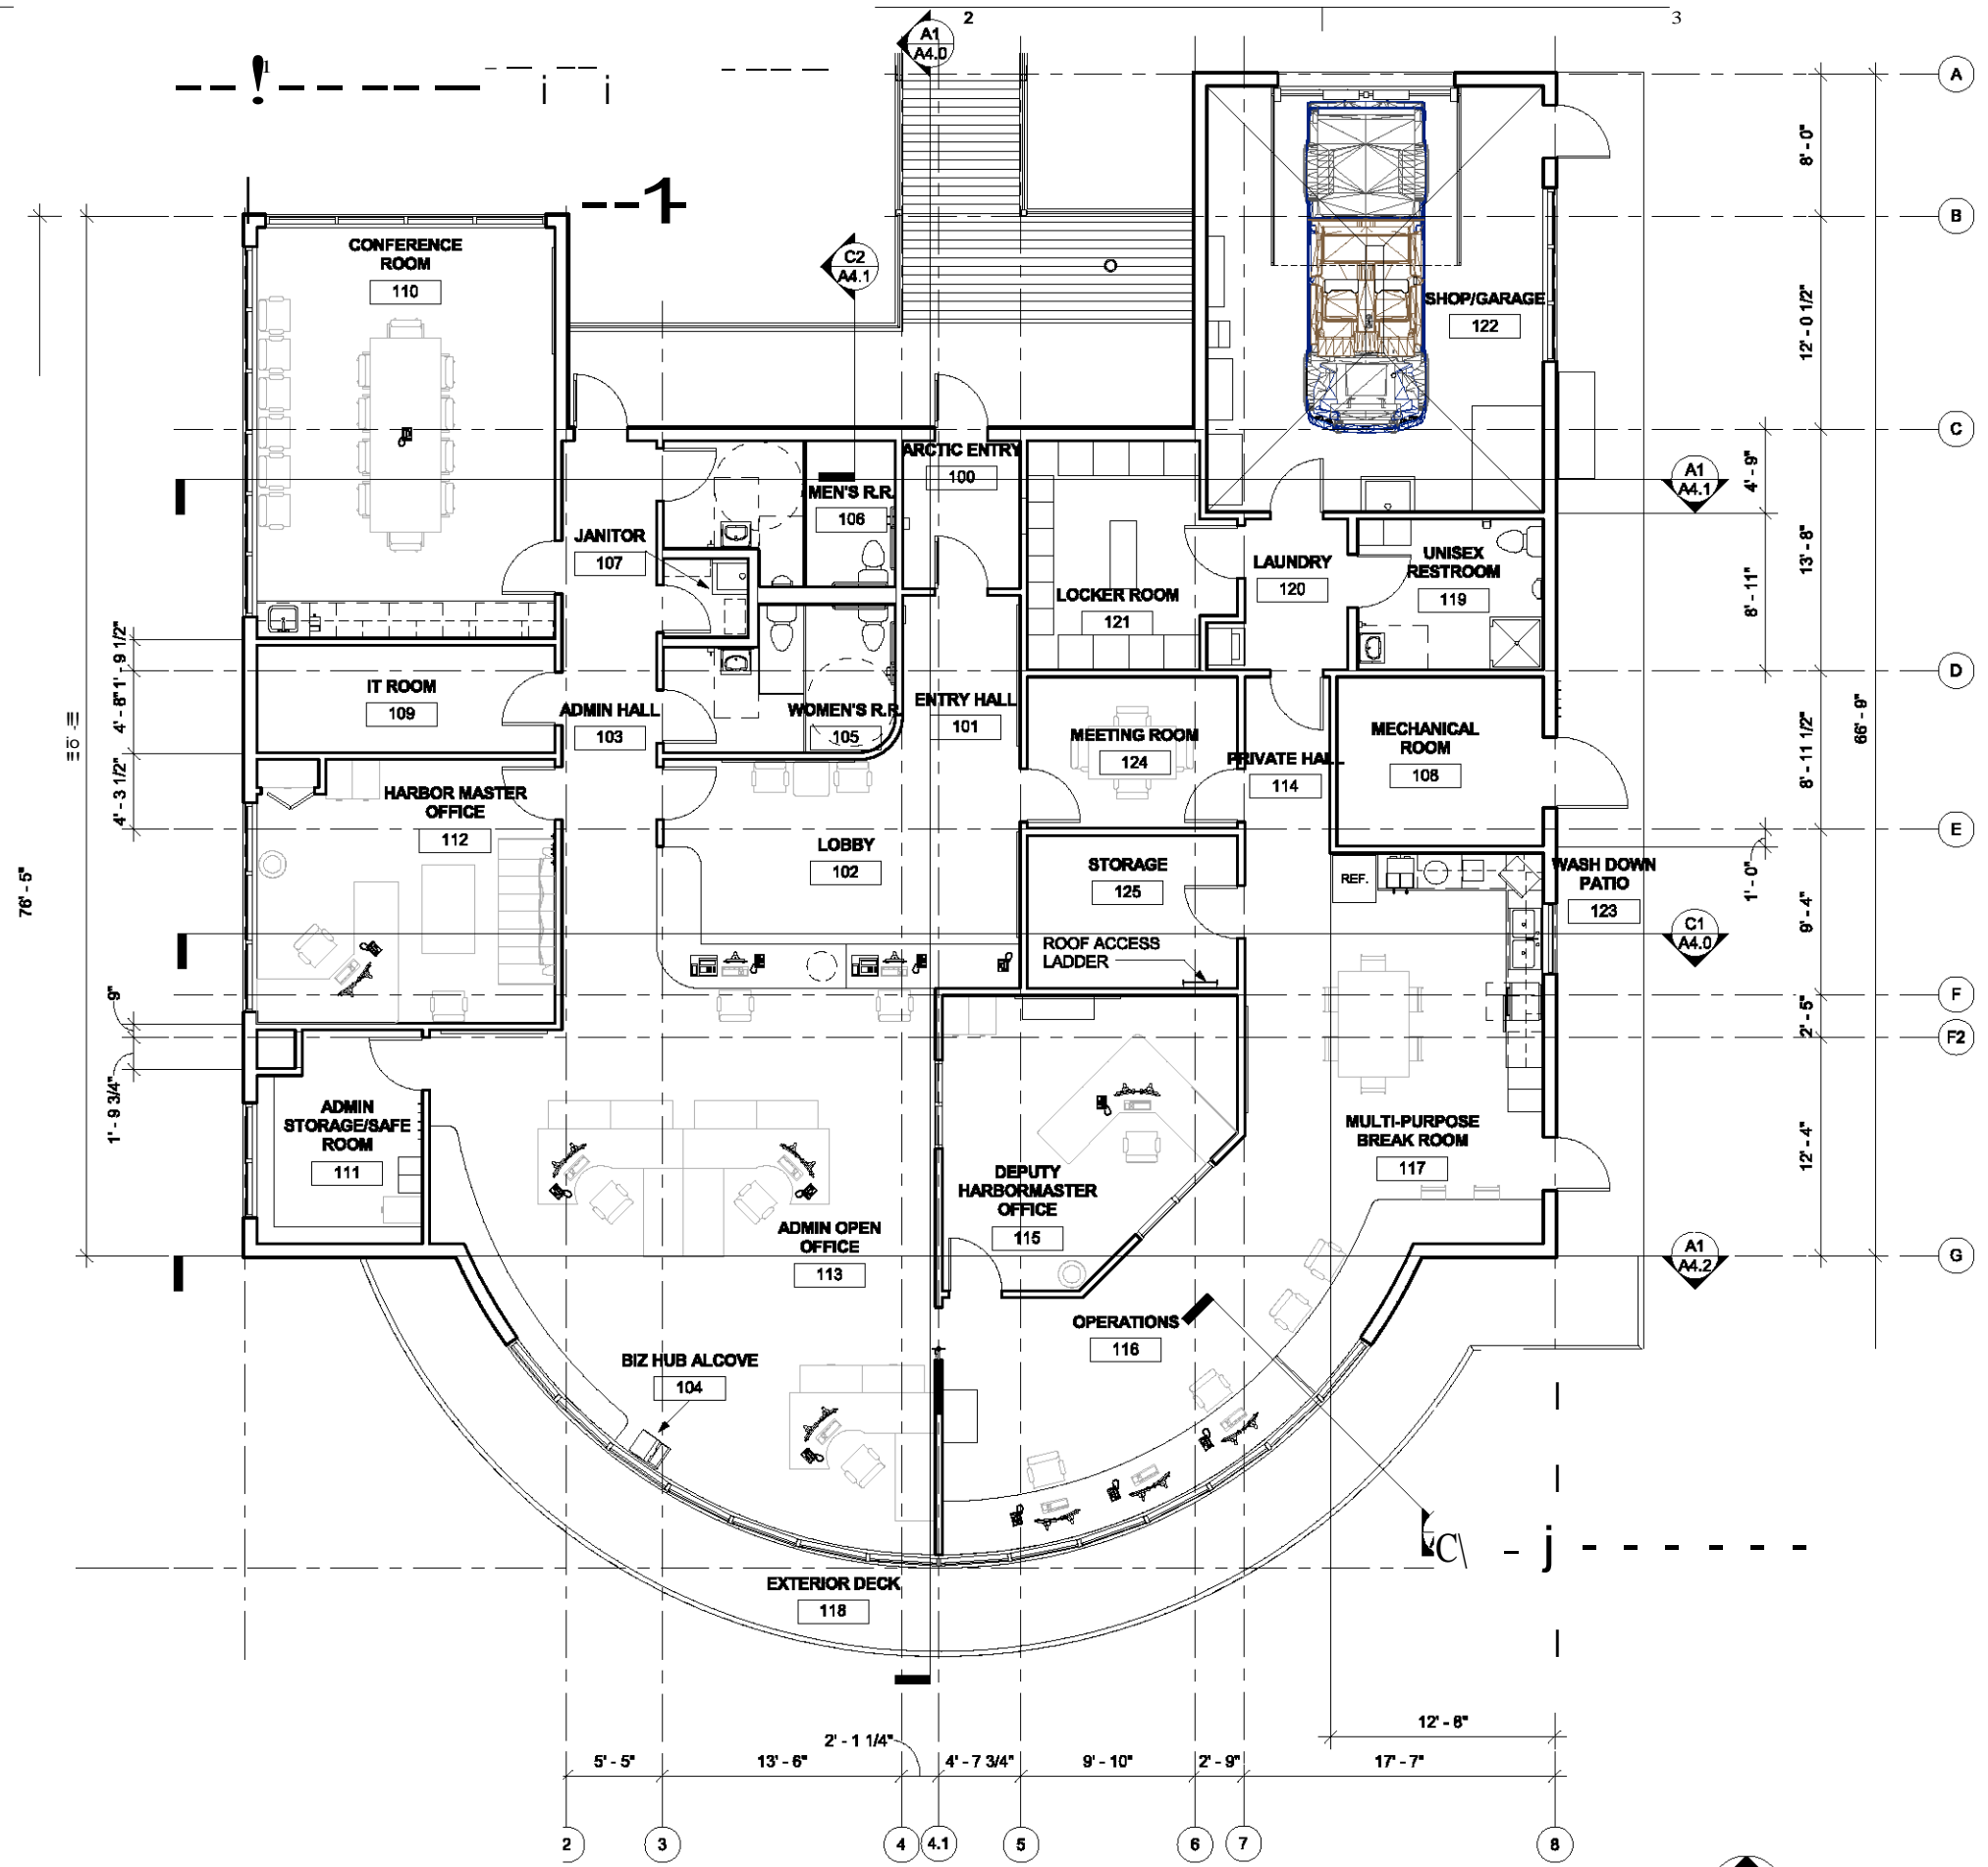 2
3
A1
A4.0
A
8' - 0"
B
CONFERENCE
ROOM
110
C2
A4.1
SHOP/GARAGE
122
12' - 0 1/2"
C
ARCTIC ENTRY
100
MEN'S R.R.
106
4' - 9"
A1
A4.1
JANITOR
107
LAUNDRY
120
UNISEX
RESTROOM
119
13' - 8"
LOCKER ROOM
121
8' - 11"
1' - 9 1/2"
4' - 8"
IT ROOM
109
ADMIN HALL
103
WOMEN'S R.R.
105
ENTRY HALL
101
D
66' - 9"
MEETING ROOM
124
PRIVATE HALL
114
MECHANICAL
ROOM
108
8' - 11 1/2"
4' - 3 1/2"
HARBOR MASTER
OFFICE
112
LOBBY
102
E
STORAGE
125
REF.
WASH DOWN
PATIO
123
1' - 0"
76' - 5"
ROOF ACCESS
LADDER
9' - 4"
C1
A4.0
9"
F
2' - 5"
F2
1' - 9 3/4"
ADMIN
STORAGE/SAFE
ROOM
111
MULTI-PURPOSE
BREAK ROOM
117
12' - 4"
DEPUTY
HARBORMASTER
OFFICE
115
ADMIN OPEN
OFFICE
113
A1
A4.2
G
OPERATIONS
116
BIZ HUB ALCOVE
104
EXTERIOR DECK
118
12' - 6"
5' - 5"
13' - 6"
2' - 1 1/4"
4' - 7 3/4"
9' - 10"
2' - 9"
17' - 7"
2
3
4
4.1
5
6
7
8